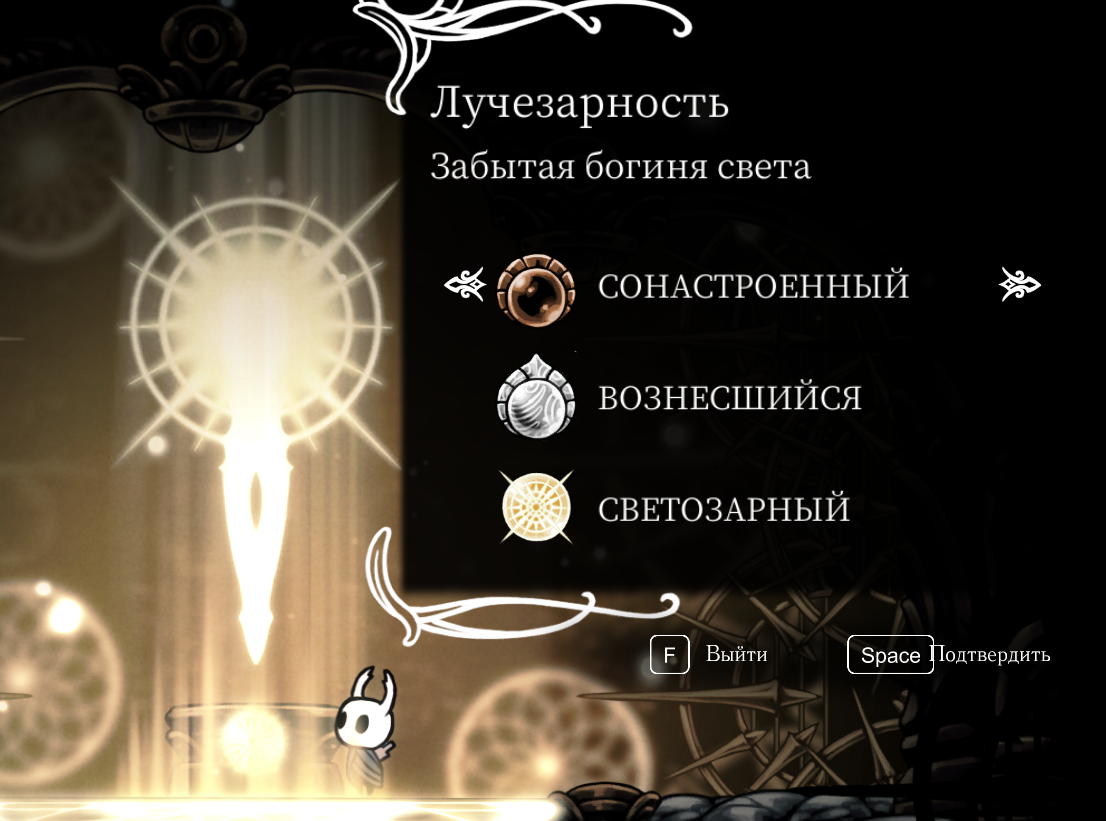 Лучезарность
Забытая богиня света
СОНАСТРОЕННЫЙ
ВОЗНЕСШИЙСЯ
СВЕТОЗАРНЫЙ
F Выйти Space Подтвердить